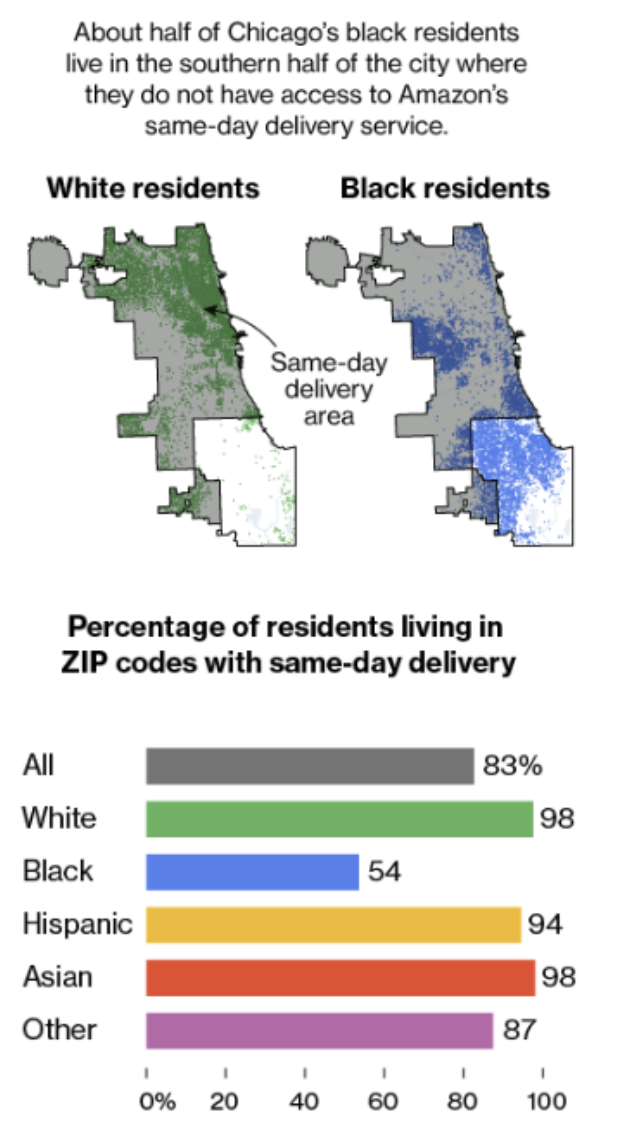 About half of Chicago's black residents
live in the southern half of the city where
they do not have access to Amazon's
same-day delivery service.
White residents
Black residents
Same-day
delivery
area
Percentage of residents living in
ZIP codes with same-day delivery
All 83%
White 98
Black 54
Hispanic 94
Asian 98
Other 87
0% 20 40 60 80 100